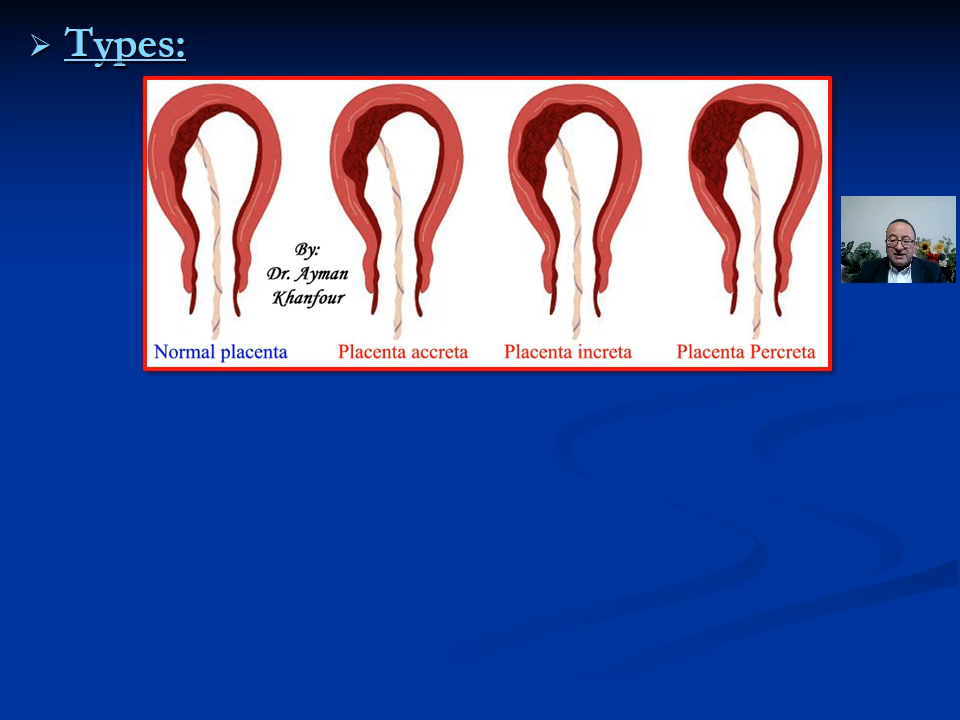 Types:
By:
Dr. Ayman
Khanfour
Normal placenta
Placenta accreta
Placenta increta
Placenta Percreta